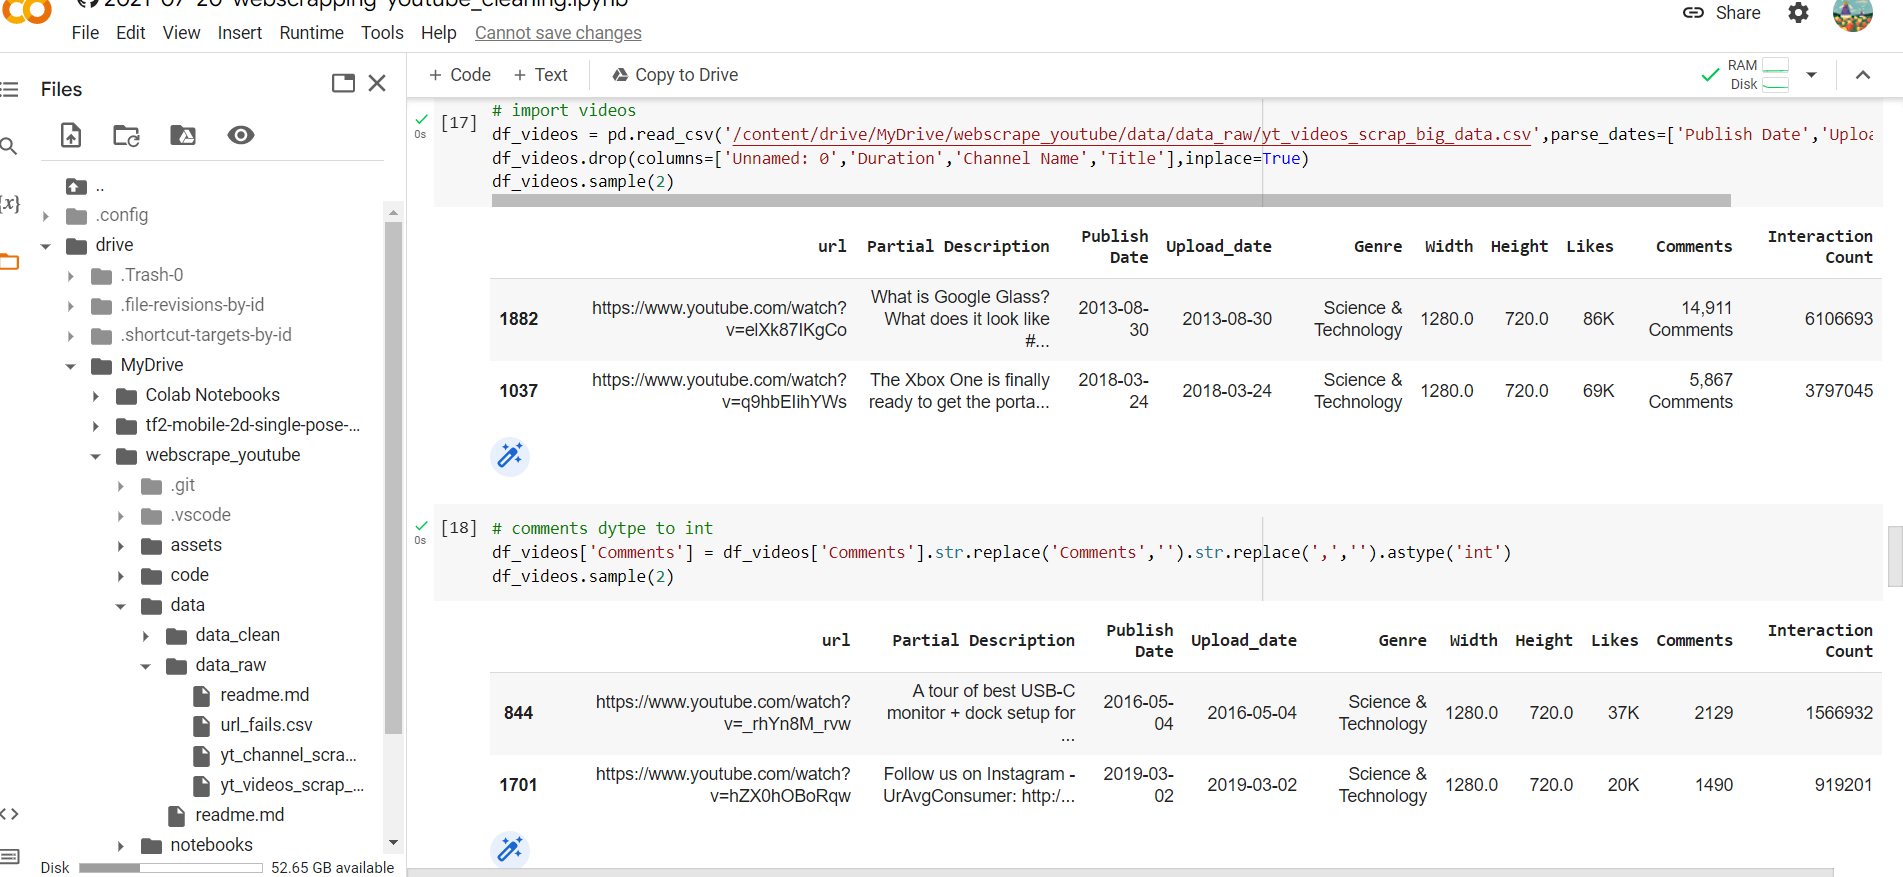 2021-07-20 webscrapping youtube_cleaning.ipynb
File Edit View Insert Runtime Tools Help Cannot save changes
Share
Files
+ Code + Text Copy to Drive
RAM
Disk
..
.config
drive
.Trash-0
.file-revisions-by-id
.shortcut-targets-by-id
MyDrive
Colab Notebooks
tf2-mobile-2d-single-pose-...
webscrape_youtube
.git
.vscode
assets
code
data
data_clean
data_raw
readme.md
url_fails.csv
yt_channel_scra...
yt_videos_scrap_...
readme.md
notebooks
Disk 52.65 GB available
{x}
<>
0s
[17] # import videos
df_videos = pd.read_csv('/content/drive/MyDrive/webscrape_youtube/data/data_raw/yt_videos_scrap_big_data.csv',parse_dates=['Publish Date','Uploa
df_videos.drop(columns=['Unnamed: 0','Duration','Channel Name','Title'],inplace=True)
df_videos.sample(2)
url Partial Description Publish Date Upload_date Genre Width Height Likes Comments Interaction Count
1882 https://www.youtube.com/watch?v=elXk87IKgCo What is Google Glass? What does it look like #... 2013-08-30 2013-08-30 Science & Technology 1280.0 720.0 86K 14,911 Comments 6106693
1037 https://www.youtube.com/watch?v=q9hbEIihYWs The Xbox One is finally ready to get the porta... 2018-03-24 2018-03-24 Science & Technology 1280.0 720.0 69K 5,867 Comments 3797045
0s
[18] # comments dytpe to int
df_videos['Comments'] = df_videos['Comments'].str.replace('Comments','').str.replace(',','').astype('int')
df_videos.sample(2)
url Partial Description Publish Date Upload_date Genre Width Height Likes Comments Interaction Count
844 https://www.youtube.com/watch?v=_rhYn8M_rvw A tour of best USB-C monitor + dock setup for ... 2016-05-04 2016-05-04 Science & Technology 1280.0 720.0 37K 2129 1566932
1701 https://www.youtube.com/watch?v=hZX0hOBoRqw Follow us on Instagram - UrAvgConsumer: http:/... 2019-03-02 2019-03-02 Science & Technology 1280.0 720.0 20K 1490 919201